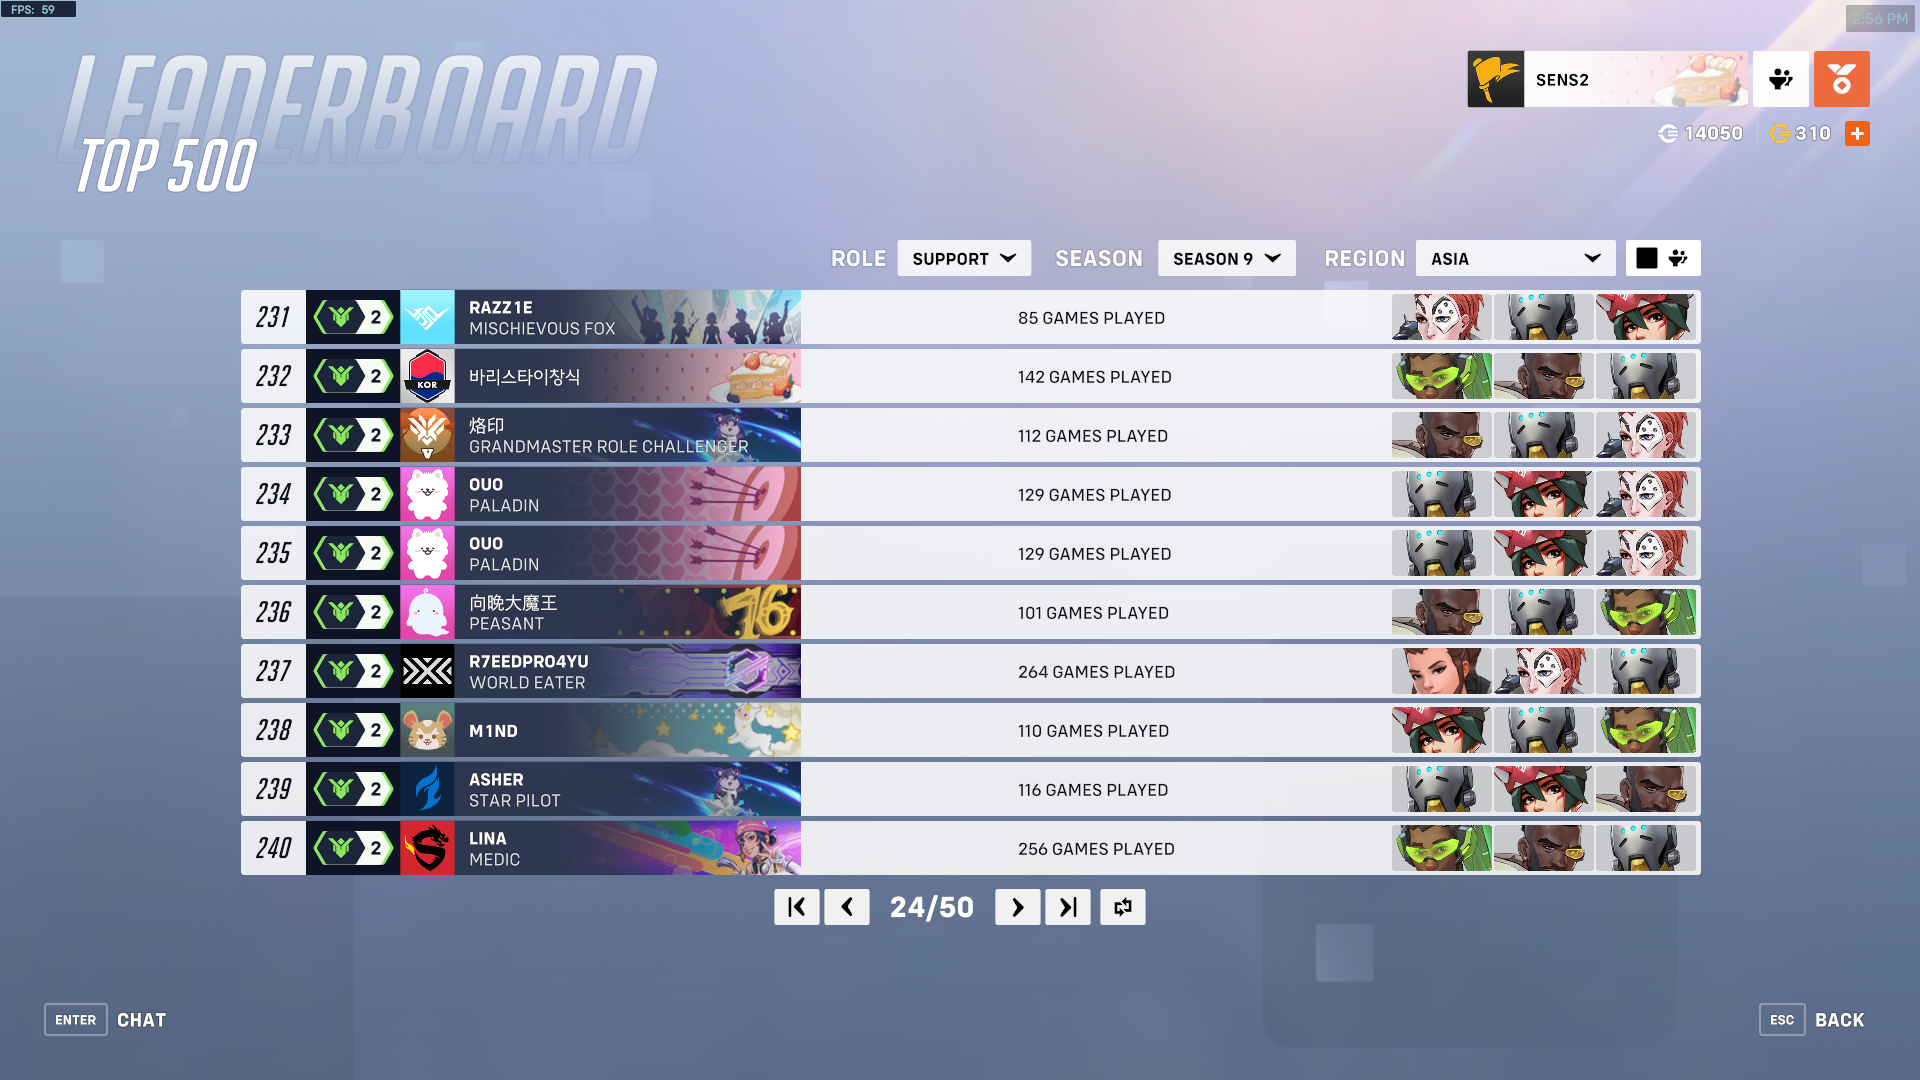 FPS: 59
2:56 PM
LEADERBOARD
TOP 500
SENS2
14050
310
ROLE SUPPORT SEASON SEASON 9 REGION ASIA
231 2 RAZZ1E
MISCHIEVOUS FOX
85 GAMES PLAYED
232 2 KOR 바리스타이창식
142 GAMES PLAYED
233 2 烙印
GRANDMASTER ROLE CHALLENGER
112 GAMES PLAYED
234 2 OUO
PALADIN
129 GAMES PLAYED
235 2 OUO
PALADIN
129 GAMES PLAYED
236 2 向晚大魔王
PEASANT
76
101 GAMES PLAYED
237 2 R7EEDPRO4YU
WORLD EATER
264 GAMES PLAYED
238 2 M1ND
110 GAMES PLAYED
239 2 ASHER
STAR PILOT
116 GAMES PLAYED
240 2 LINA
MEDIC
256 GAMES PLAYED
24/50
ENTER CHAT
ESC BACK